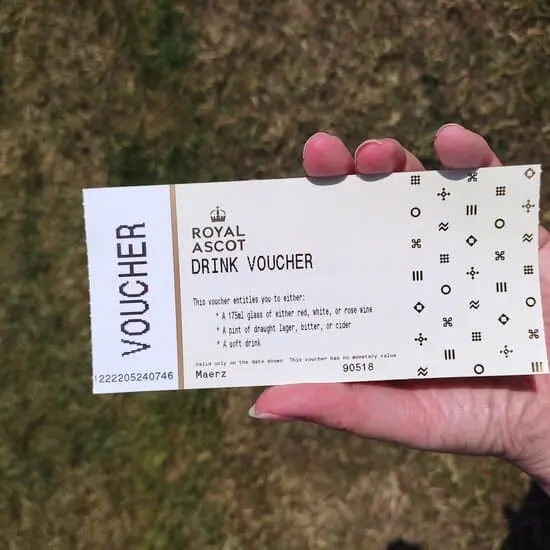 VOUCHER
1222205240746
ROYAL
ASCOT
DRINK VOUCHER
This voucher entitles you to either:
* A 175ml glass of either red, white, or rose wine
* A pint of draught lager, bitter, or cider
* A soft drink
Valid only on the date shown This voucher has no monetary value
Maerz 90518